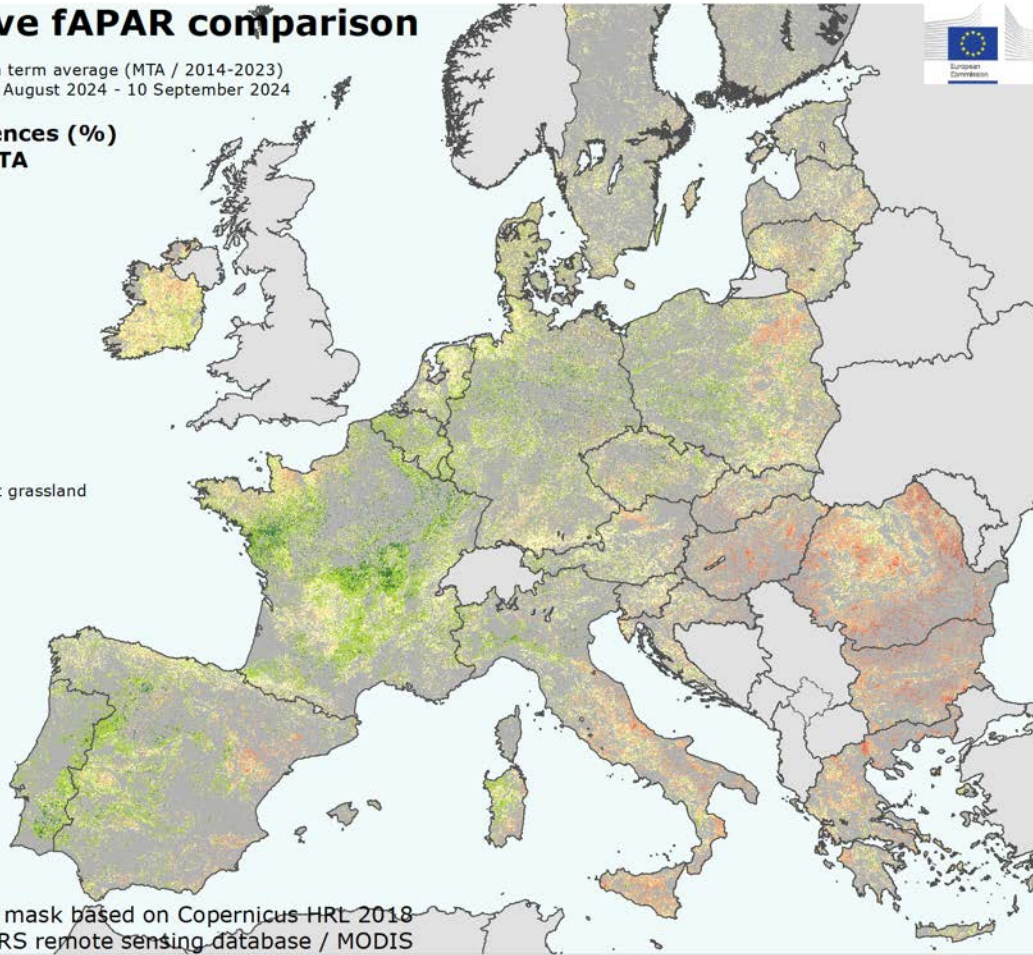 ve fAPAR comparison
term average (MTA / 2014-2023)
August 2024 - 10 September 2024
ences (%)
TA
European
Commission
grassland
mask based on Copernicus HRL 2018
RS remote sensing database / MODIS